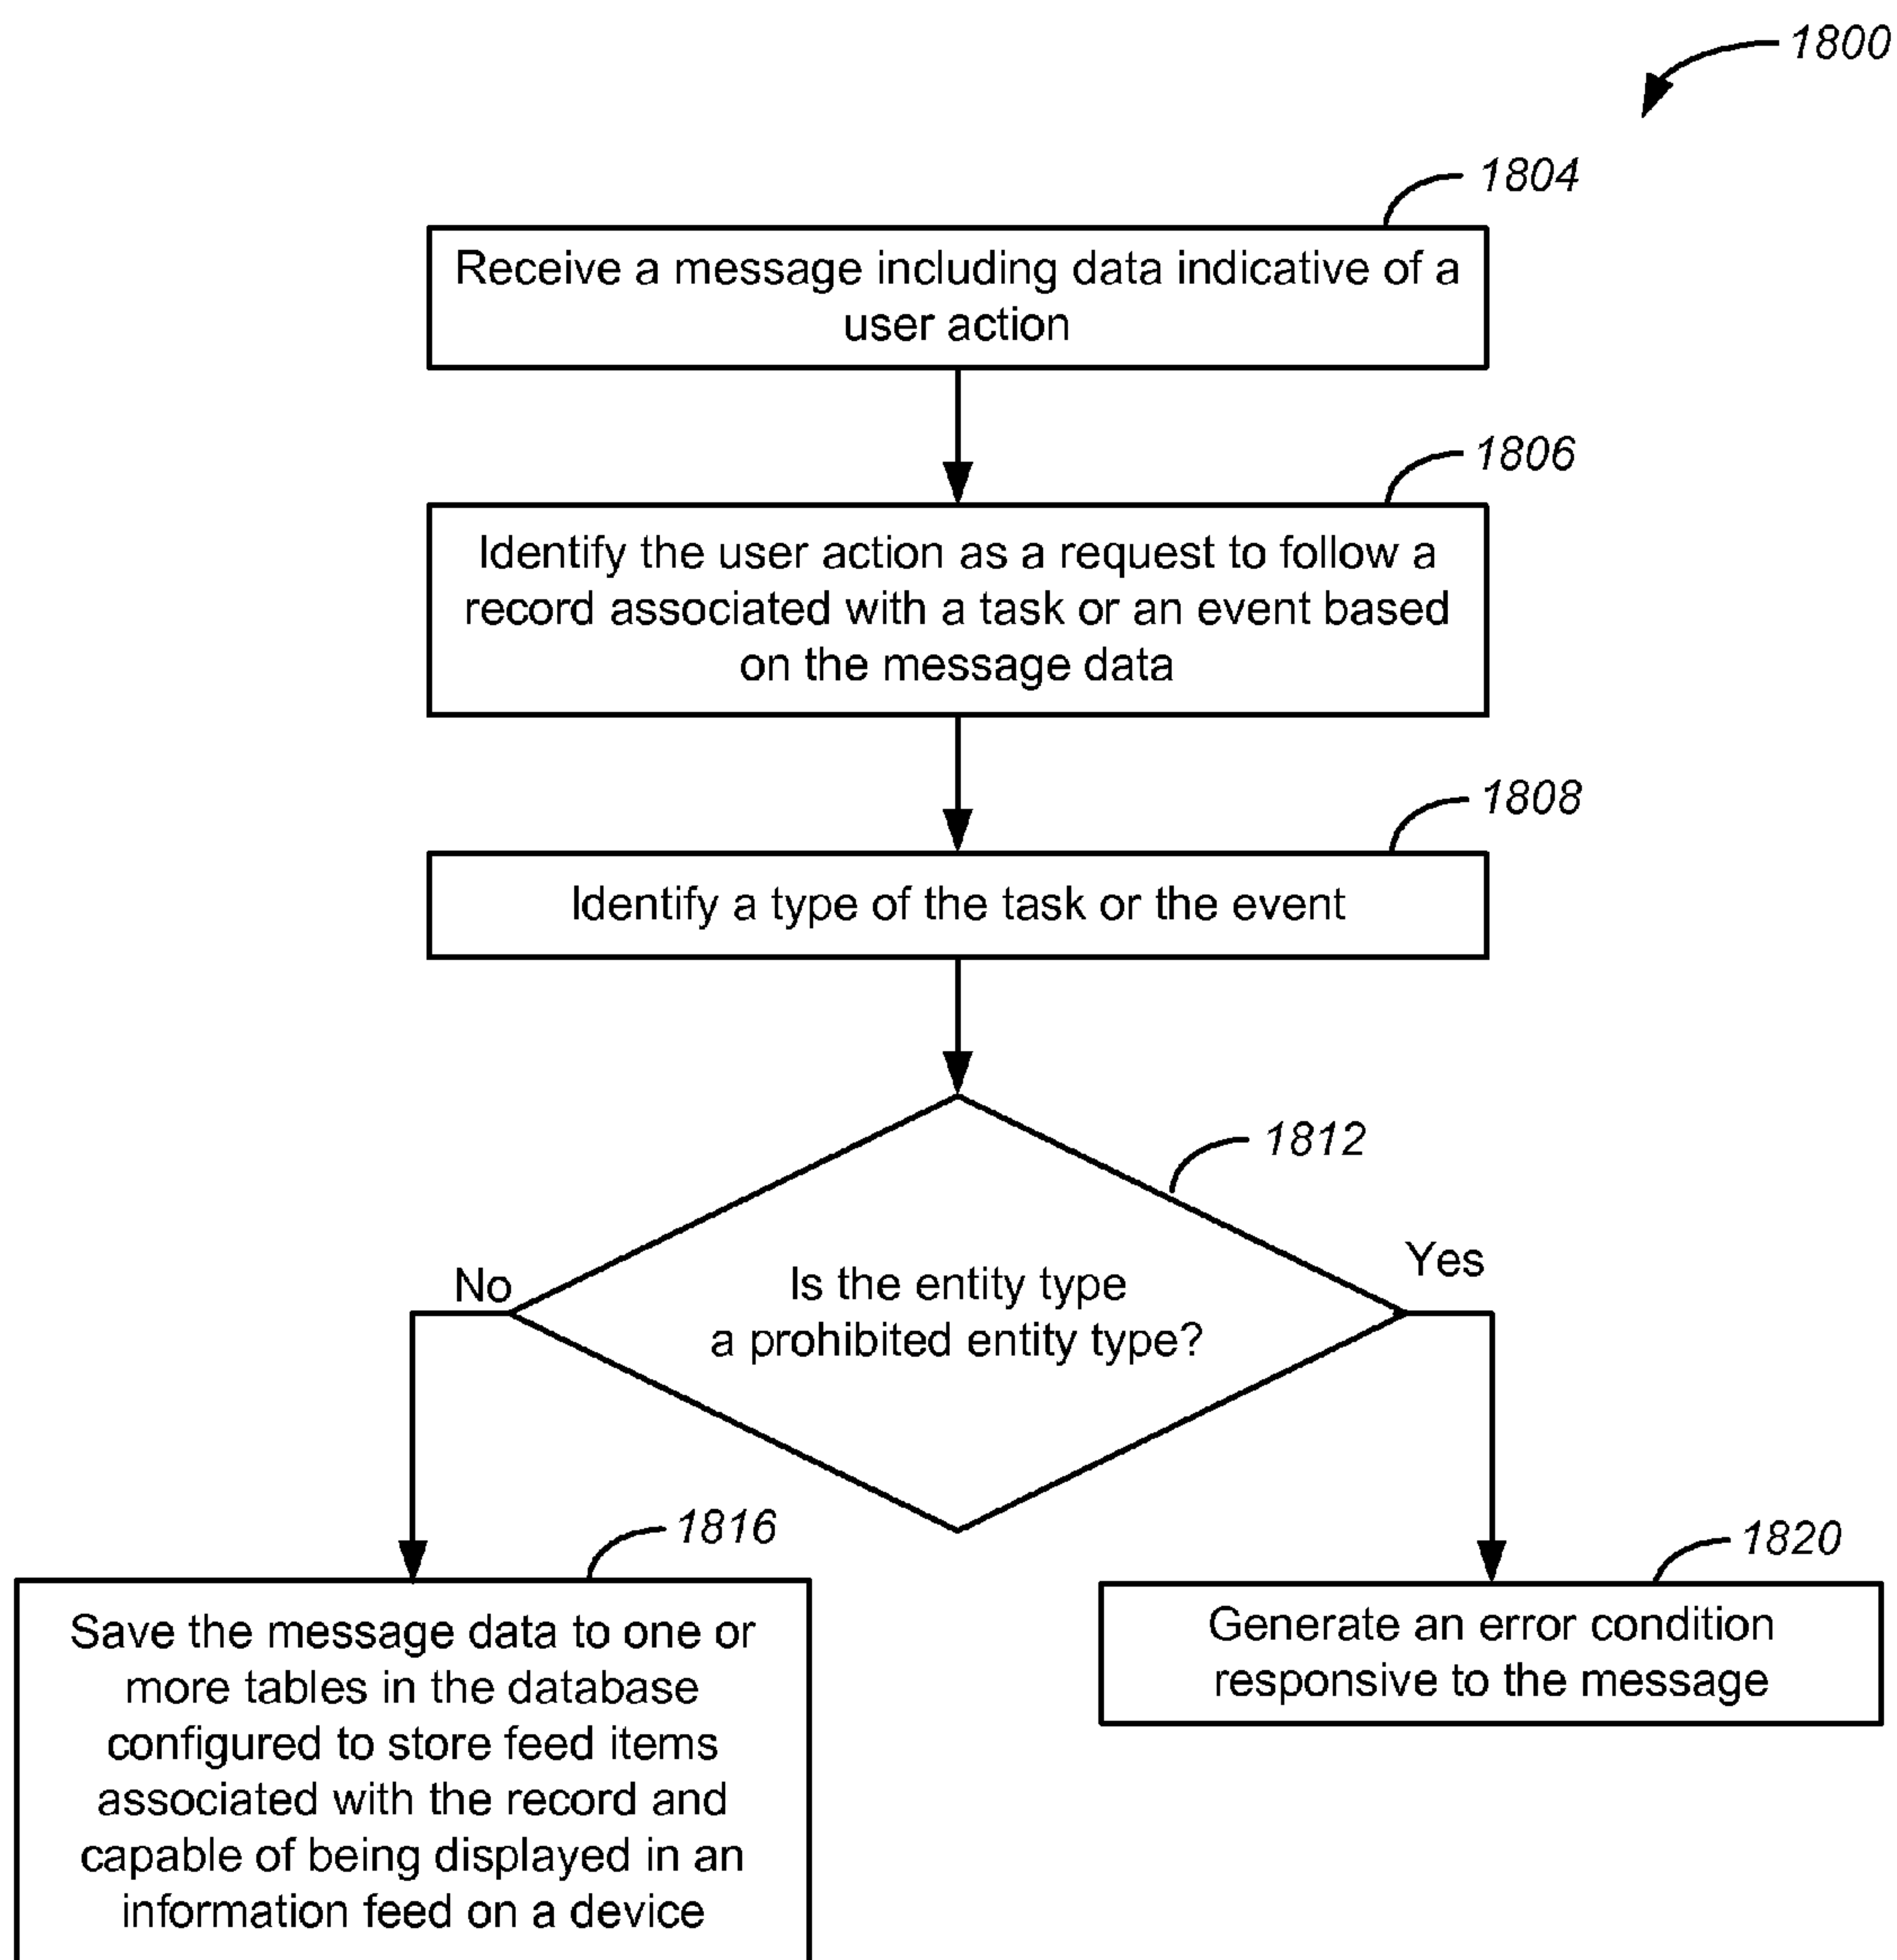 1800
1804
Receive a message including data indicative of a
user action
1806
Identify the user action as a request to follow a
record associated with a task or an event based
on the message data
1808
Identify a type of the task or the event
1812
Is the entity type
a prohibited entity type?
No
Yes
1816
Save the message data to one or
more tables in the database
configured to store feed items
associated with the record and
capable of being displayed in an
information feed on a device
1820
Generate an error condition
responsive to the message